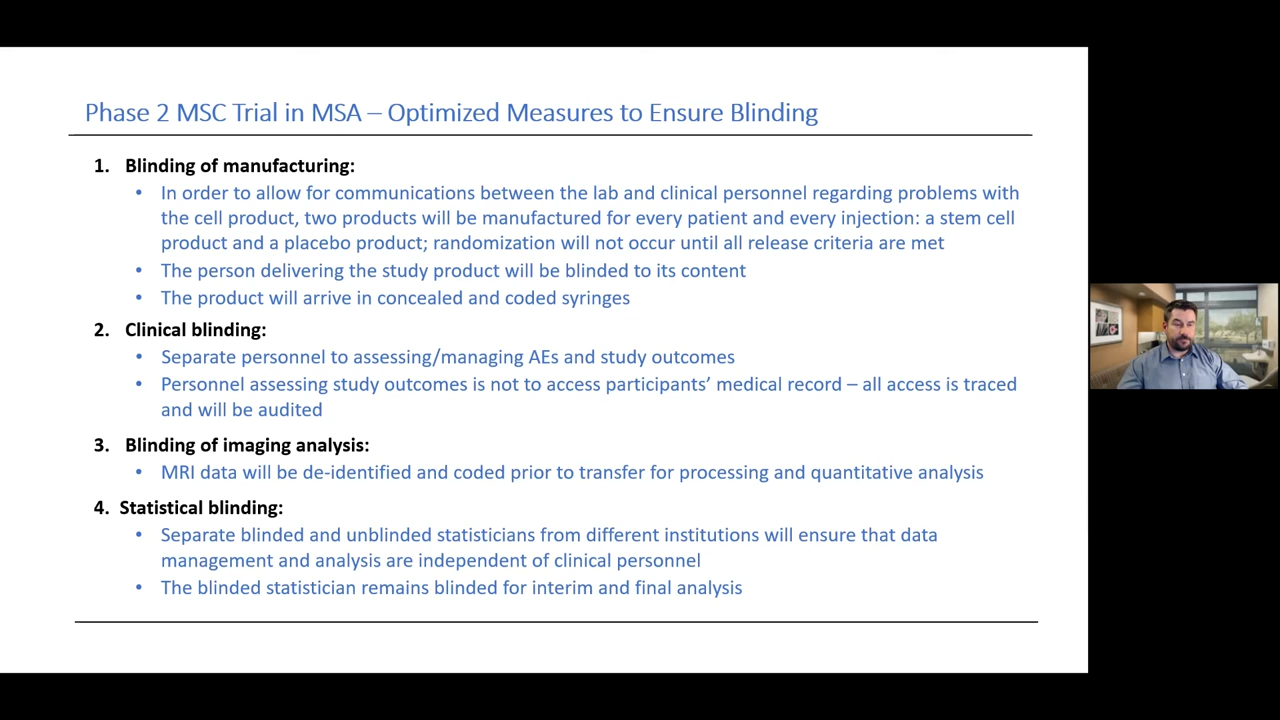 Phase 2 MSC Trial in MSA – Optimized Measures to Ensure Blinding
1. Blinding of manufacturing:
• In order to allow for communications between the lab and clinical personnel regarding problems with
the cell product, two products will be manufactured for every patient and every injection: a stem cell
product and a placebo product; randomization will not occur until all release criteria are met
• The person delivering the study product will be blinded to its content
• The product will arrive in concealed and coded syringes
2. Clinical blinding:
• Separate personnel to assessing/managing AEs and study outcomes
• Personnel assessing study outcomes is not to access participants’ medical record – all access is traced
and will be audited
3. Blinding of imaging analysis:
• MRI data will be de-identified and coded prior to transfer for processing and quantitative analysis
4. Statistical blinding:
• Separate blinded and unblinded statisticians from different institutions will ensure that data
management and analysis are independent of clinical personnel
• The blinded statistician remains blinded for interim and final analysis